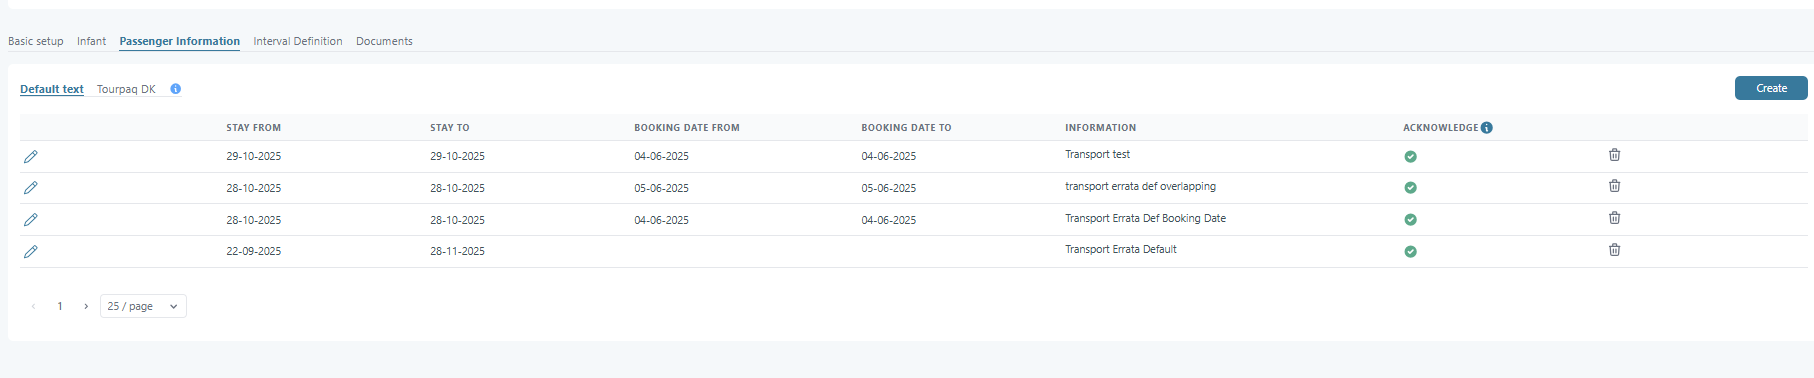 Basic setup Infant Passenger Information Interval Definition Documents
Default text Tourpaq DK
Create
STAY FROM STAY TO BOOKING DATE FROM BOOKING DATE TO INFORMATION ACKNOWLEDGE
29-10-2025 29-10-2025 04-06-2025 04-06-2025 Transport test
28-10-2025 28-10-2025 05-06-2025 05-06-2025 transport errata def overlapping
28-10-2025 28-10-2025 04-06-2025 04-06-2025 Transport Errata Def Booking Date
22-09-2025 28-11-2025 Transport Errata Default
1 25 / page